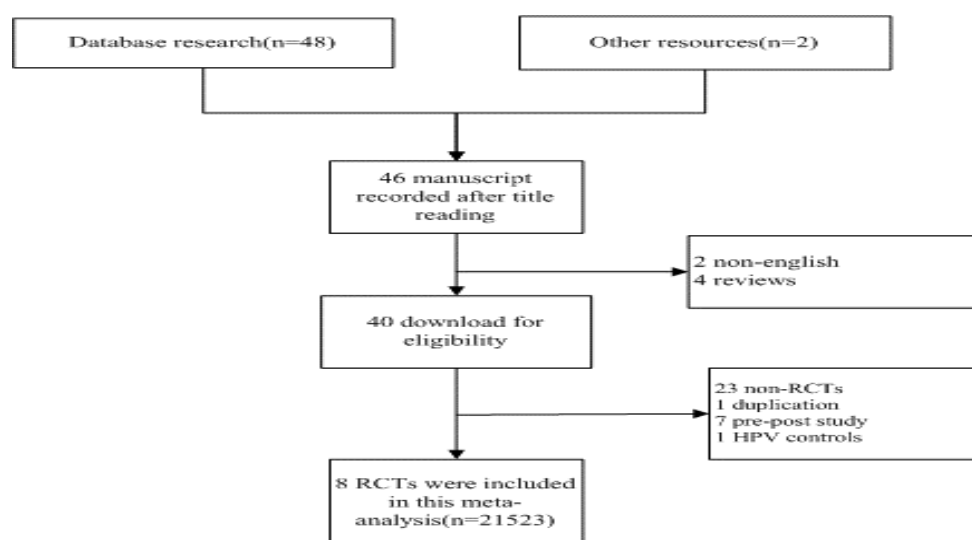 Database research(n=48)
Other resources(n=2)
46 manuscript
recorded after title
reading
2 non-english
4 reviews
40 download for
eligibility
23 non-RCTs
1 duplication
7 pre-post study
1 HPV controls
8 RCTs were included
in this meta-
analysis(n=21523)